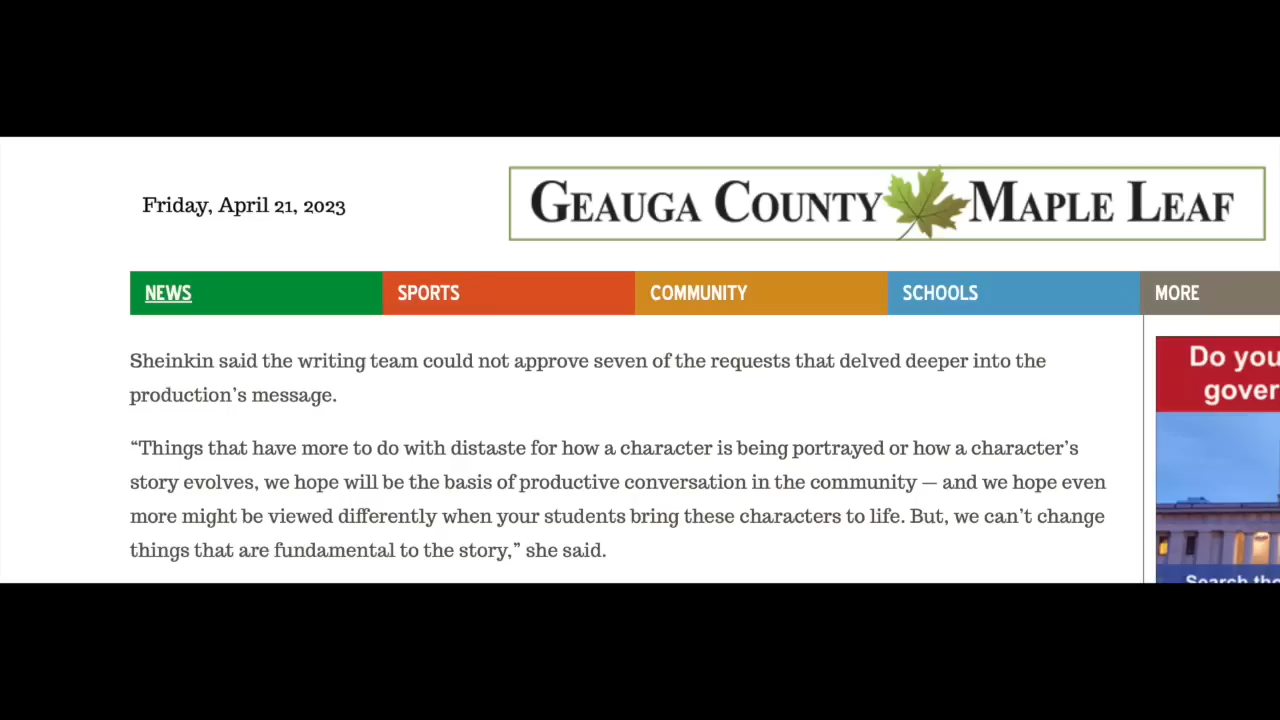 Friday, April 21, 2023
GEAUGA COUNTY MAPLE LEAF
NEWS
SPORTS
COMMUNITY
SCHOOLS
MORE
Sheinkin said the writing team could not approve seven of the requests that delved deeper into the
production’s message.
“Things that have more to do with distaste for how a character is being portrayed or how a character’s
story evolves, we hope will be the basis of productive conversation in the community — and we hope even
more might be viewed differently when your students bring these characters to life. But, we can’t change
things that are fundamental to the story,” she said.
Do you
gover
Search the